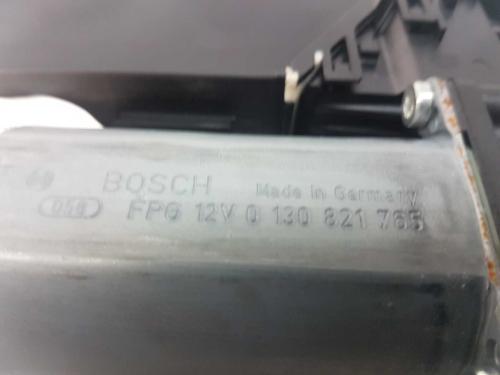 BOSCH Made in Germany
FPG 12V 0 130 821 765